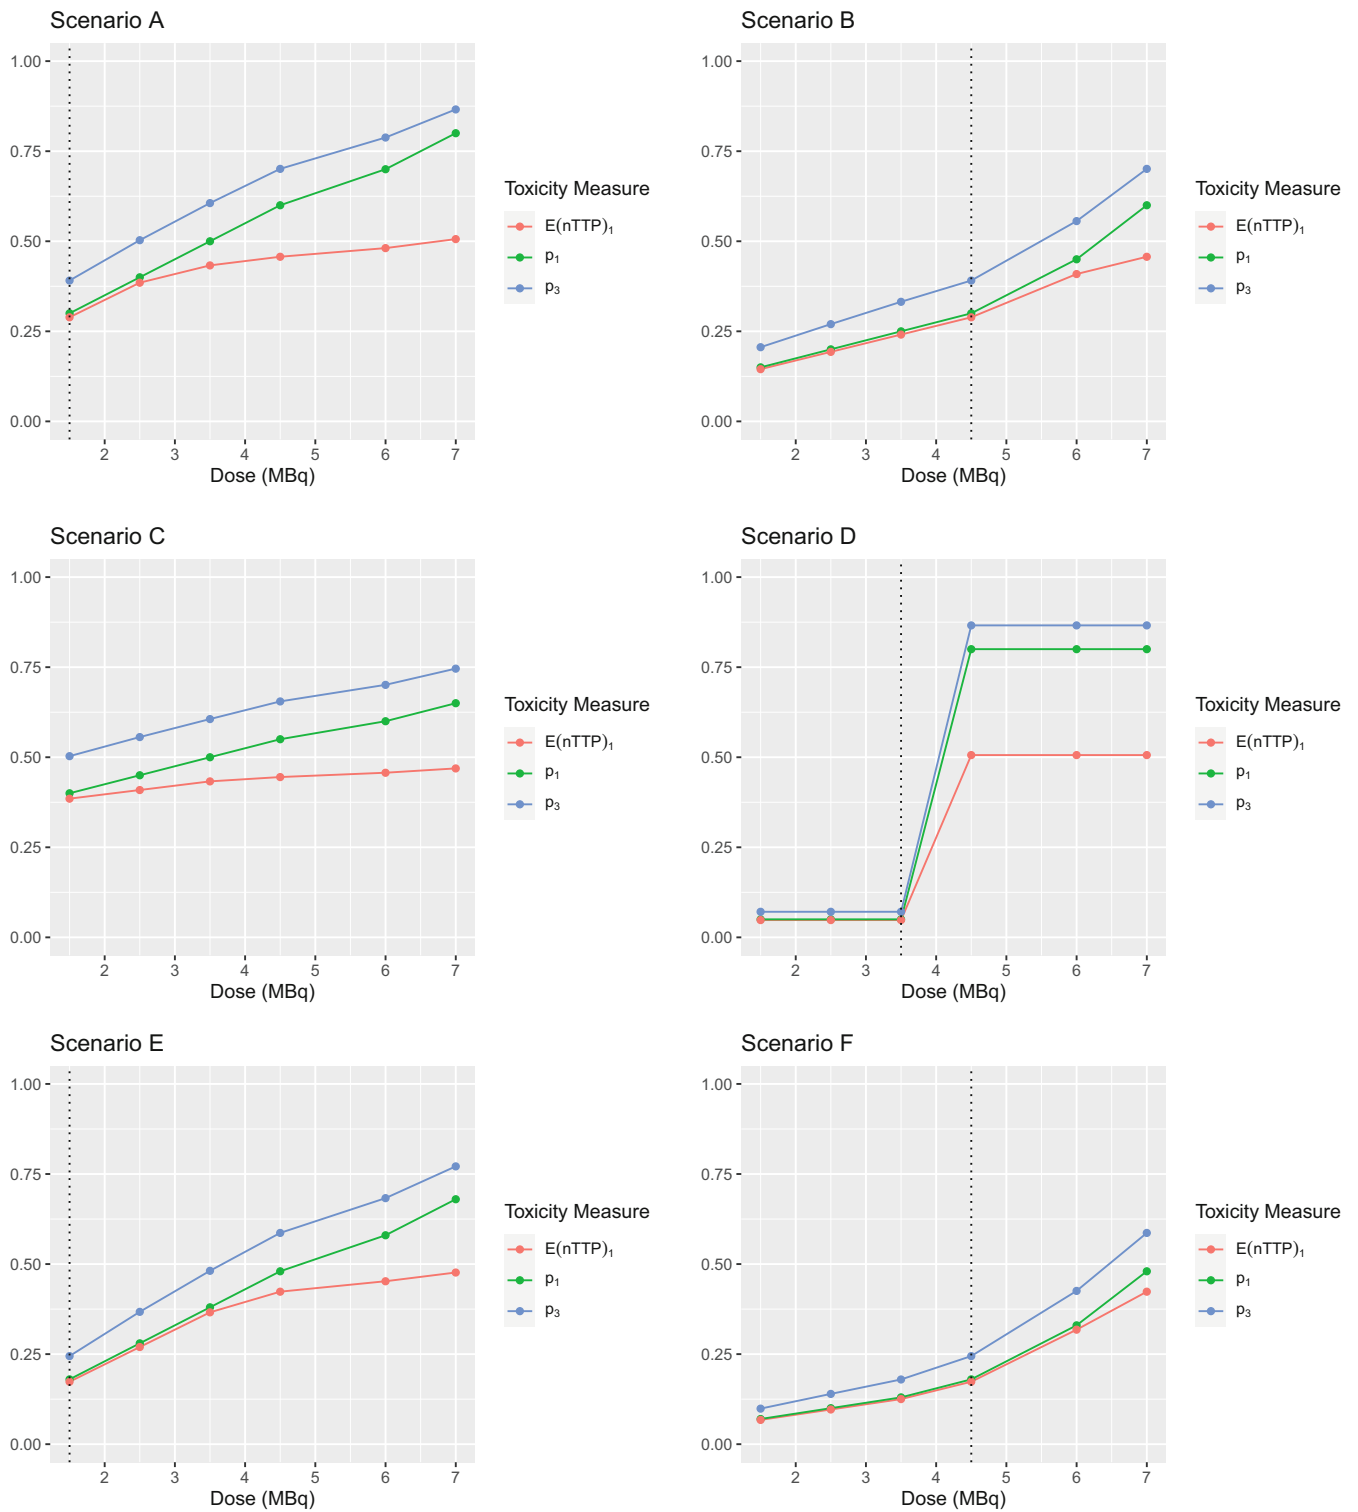 Scenario A
1.00
0.75
0.50
0.25
0.00
2 3 4 5 6 7
Dose (MBq)
Toxicity Measure
E(nTTP)₁
p₁
p₃
Scenario B
1.00
0.75
0.50
0.25
0.00
2 3 4 5 6 7
Dose (MBq)
Toxicity Measure
E(nTTP)₁
p₁
p₃
Scenario C
1.00
0.75
0.50
0.25
0.00
2 3 4 5 6 7
Dose (MBq)
Toxicity Measure
E(nTTP)₁
p₁
p₃
Scenario D
1.00
0.75
0.50
0.25
0.00
2 3 4 5 6 7
Dose (MBq)
Toxicity Measure
E(nTTP)₁
p₁
p₃
Scenario E
1.00
0.75
0.50
0.25
0.00
2 3 4 5 6 7
Dose (MBq)
Toxicity Measure
E(nTTP)₁
p₁
p₃
Scenario F
1.00
0.75
0.50
0.25
0.00
2 3 4 5 6 7
Dose (MBq)
Toxicity Measure
E(nTTP)₁
p₁
p₃